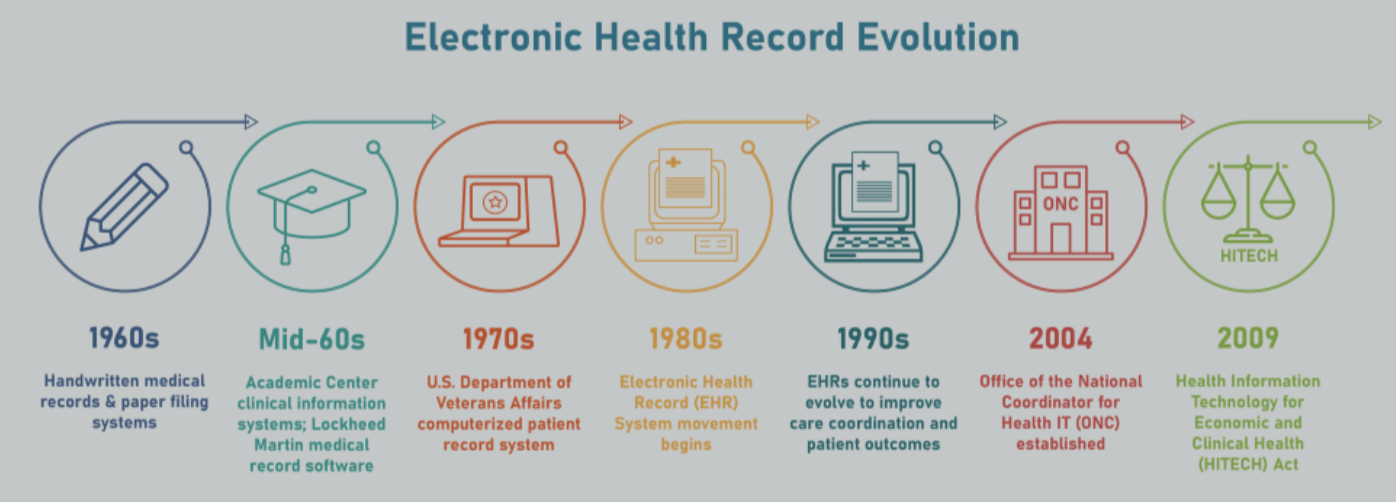 Electronic Health Record Evolution
ONC
HITECH
1960s
Handwritten medical
records & paper filing
systems
Mid-60s
Academic Center
clinical information
systems; Lockheed
Martin medical
record software
1970s
U.S. Department of
Veterans Affairs
computerized patient
record system
1980s
Electronic Health
Record (EHR)
System movement
begins
1990s
EHRs continue to
evolve to improve
care coordination and
patient outcomes
2004
Office of the National
Coordinator for
Health IT (ONC)
established
2009
Health Information
Technology for
Economic and
Clinical Health
(HITECH) Act